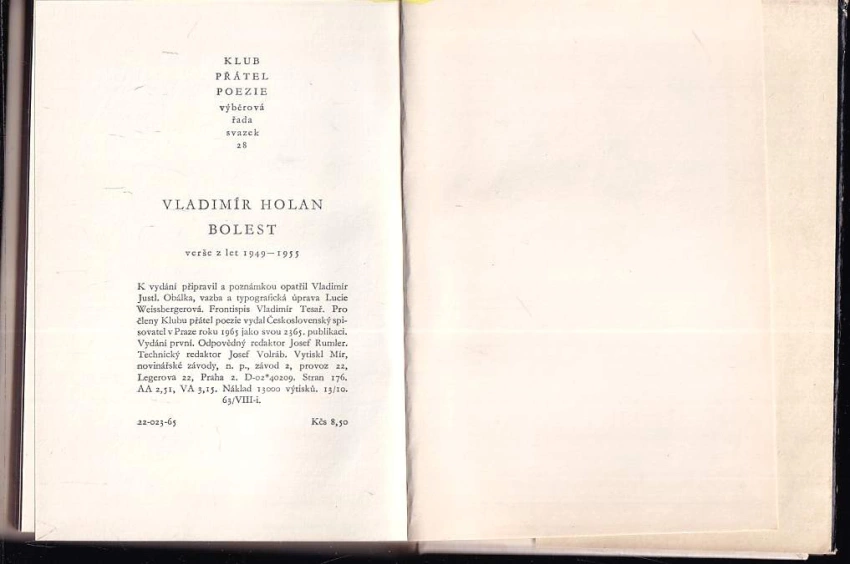 KLUB
PŘÁTEL
POEZIE
výběrová
řada
svazek
28
VLADIMÍR HOLAN
BOLEST
verše z let 1949—1955
K vydání připravil a poznámkou opatřil Vladimír
Justl. Obálka, vazba a typografická úprava Lucie
Weissbergerová. Frontispis Vladimír Tesař. Pro
členy Klubu přátel poezie vydal Československý spi-
sovatel v Praze roku 1965 jako svou 2365. publikaci.
Vydání první. Odpovědný redaktor Josef Rumler.
Technický redaktor Josef Volráb. Vytiskl Mír,
novinářské závody, n. p., závod 2, provoz 22,
Legerova 22, Praha 2. D-02*40209. Stran 176.
AA 2,51, VA 3,15. Náklad 13000 výtisků. 13/10.
63/VIII-i.
22-023-65 Kčs 8,50